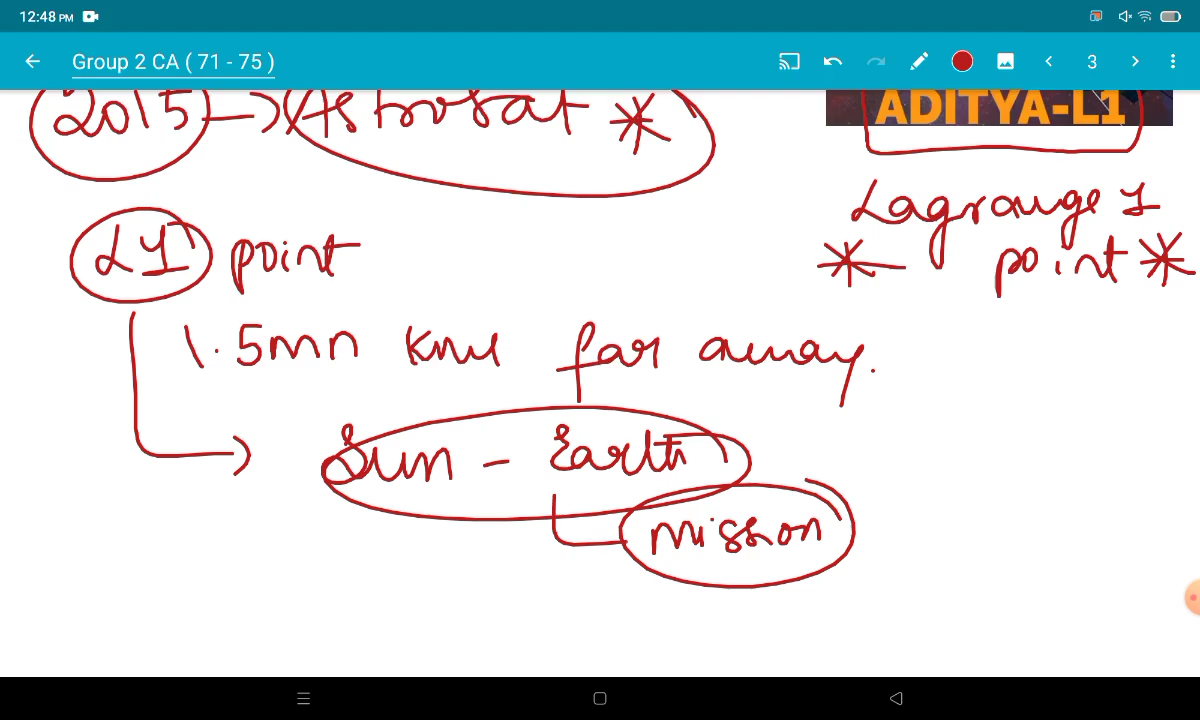 12:48 PM
Group 2 CA ( 71 - 75 )
3
2015 → Astrosat *
ADITYA-L1
Lagrange 1
* point *
L1 point
1.5mn kms far away.
Sun - Earth
mission